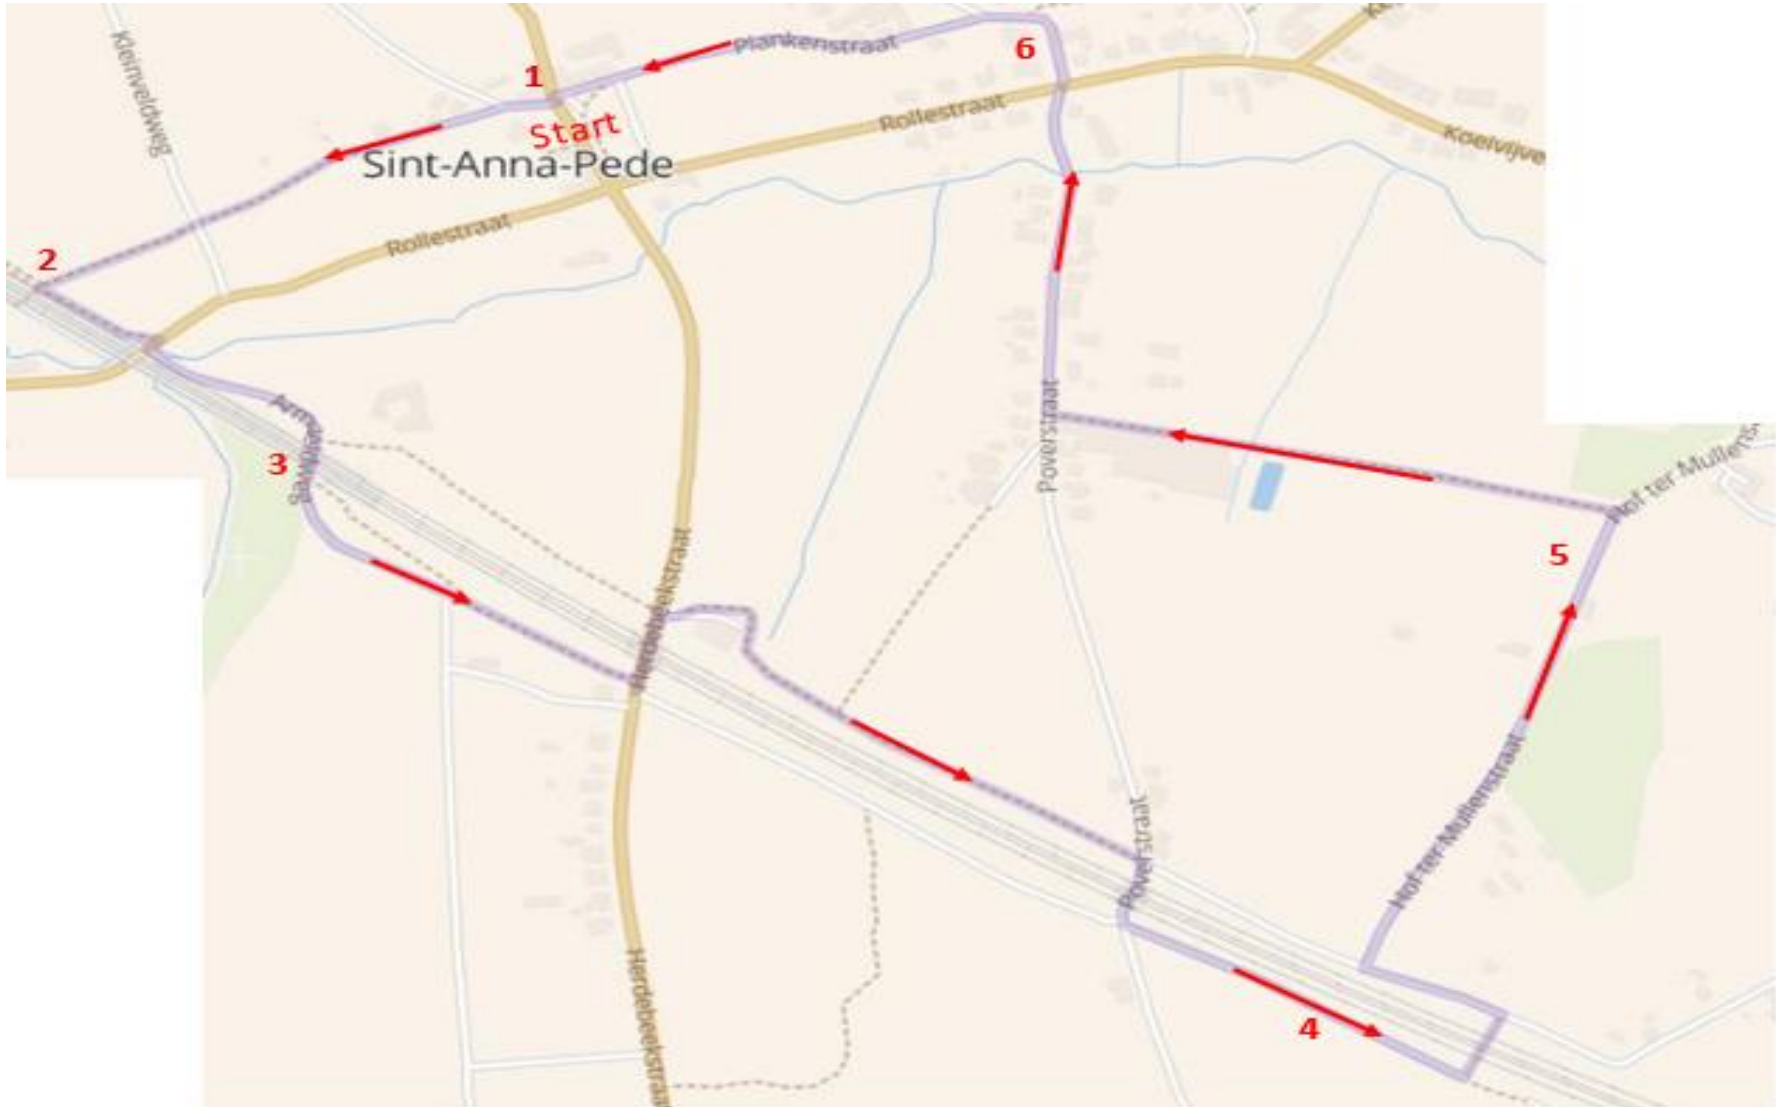 Kleinveldweg
1
Plankenstraat
6
Start
Rollestraat
Koeivijve
Sint-Anna-Pede
Rollestraat
2
3
Poverstraat
Hof ter Mullens
5
Herdebeekstraat
Hof ter Mullenstraat
Poverstraat
4
Herdebeekstraat